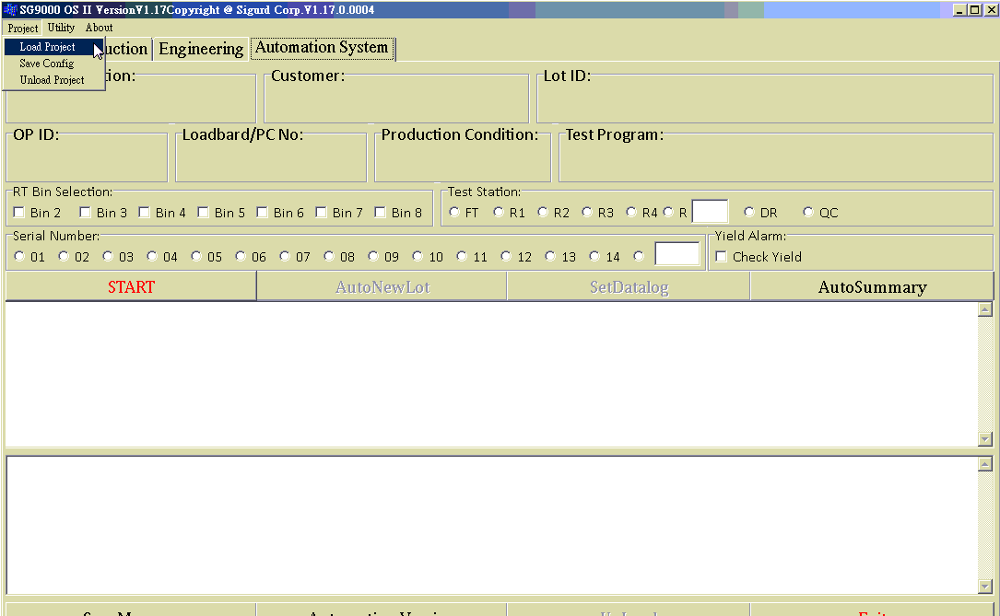 SG9000 OS II VersionV1.17Copyright @ Sigurd Corp.V1.17.0.0004
Project Utility About
Load Project
Save Config
Unload Project
uction Engineering Automation System
tion: Customer: Lot ID:
OP ID: Loadbard/PC No: Production Condition: Test Program:
RT Bin Selection: Test Station:
Bin 2 Bin 3 Bin 4 Bin 5 Bin 6 Bin 7 Bin 8 FT R1 R2 R3 R4 R DR QC
Serial Number: Yield Alarm:
01 02 03 04 05 06 07 08 09 10 11 12 13 14 Check Yield
START AutoNewLot SetDatalog AutoSummary
Exit